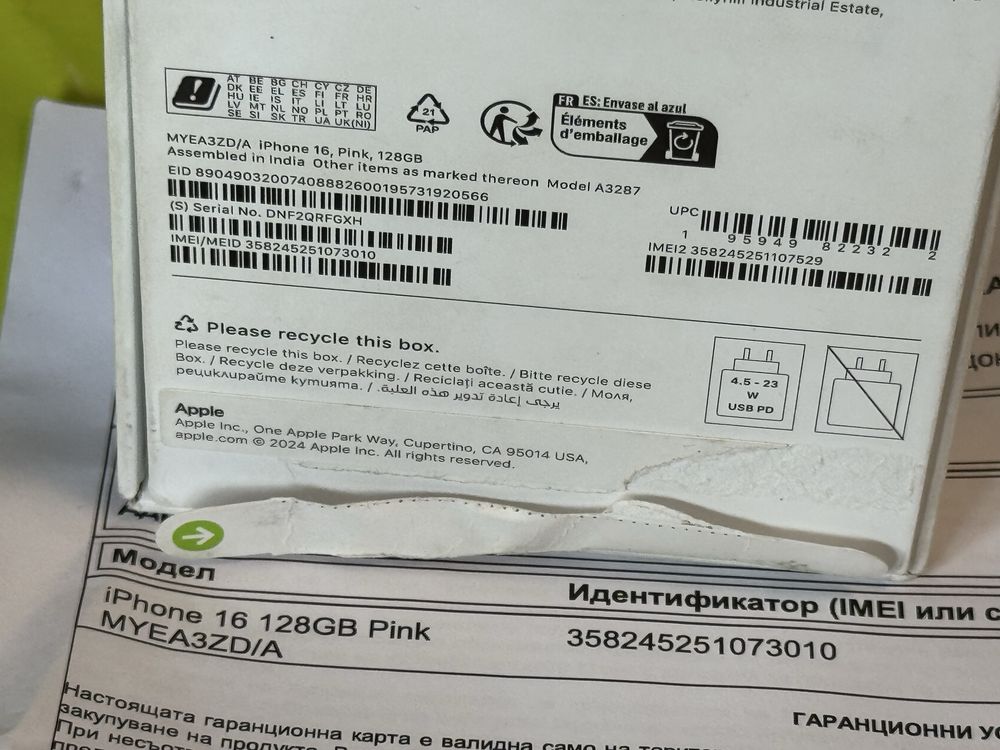 Industrial Estate,
AT BE BG CH CY CZ DE
DK EE EL ES FI FR HR
HU IE IS IT LI LT LU
LV MT NL NO PL PT RO
SE SI SK TR UA UK(NI)
21
PAP
FR ES: Envase al azul
Éléments
d'emballage
MYEA3ZD/A iPhone 16, Pink, 128GB
Assembled in India Other items as marked thereon Model A3287
EID 89049032007408882600195731920566
(S) Serial No. DNF2QRFGXH
IMEI/MEID 358245251073010
UPC
1 95949 82232 2
IMEI2 358245251107529
Please recycle this box.
Please recycle this box. / Recyclez cette boîte. / Bitte recycle diese
Box. / Recycle deze verpakking. / Reciclați această cutie. / Моля,
рециклирайте кутията. / يرجى إعادة تدوير هذه العلبة.
4.5 - 23
W
USB PD
Apple
Apple Inc., One Apple Park Way, Cupertino, CA 95014 USA,
apple.com © 2024 Apple Inc. All rights reserved.
Модел
Идентификатор (IMEI или с
iPhone 16 128GB Pink
MYEA3ZD/A
358245251073010
ГАРАНЦИОННИ УС
Настоящата гаранционна карта е валидна само на
закупуване на продукта.
При